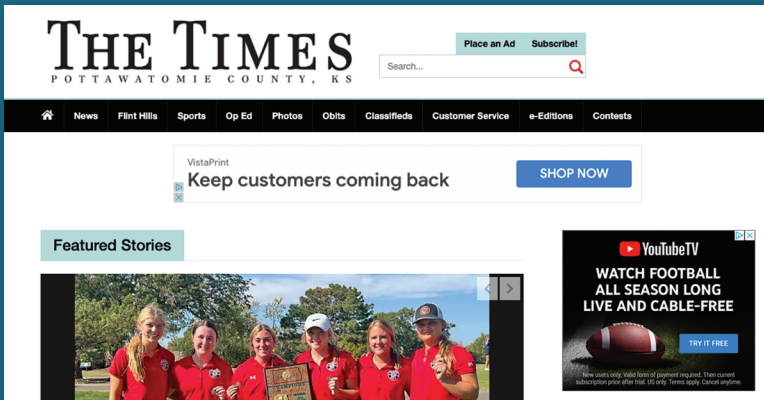 THE TIMES
POTTAWATOMIE COUNTY, KS
Place an Ad Subscribe!
Search...
News Flint Hills Sports Op Ed Photos Obits Classifieds Customer Service e-Editions Contests
VistaPrint
Keep customers coming back
SHOP NOW
Featured Stories
CHAMPIONS
YouTubeTV
WATCH FOOTBALL
ALL SEASON LONG
LIVE AND CABLE-FREE
TRY IT FREE
New users only. Valid form of payment required. Then current
subscription price after trial. US only. Terms apply. Cancel anytime.